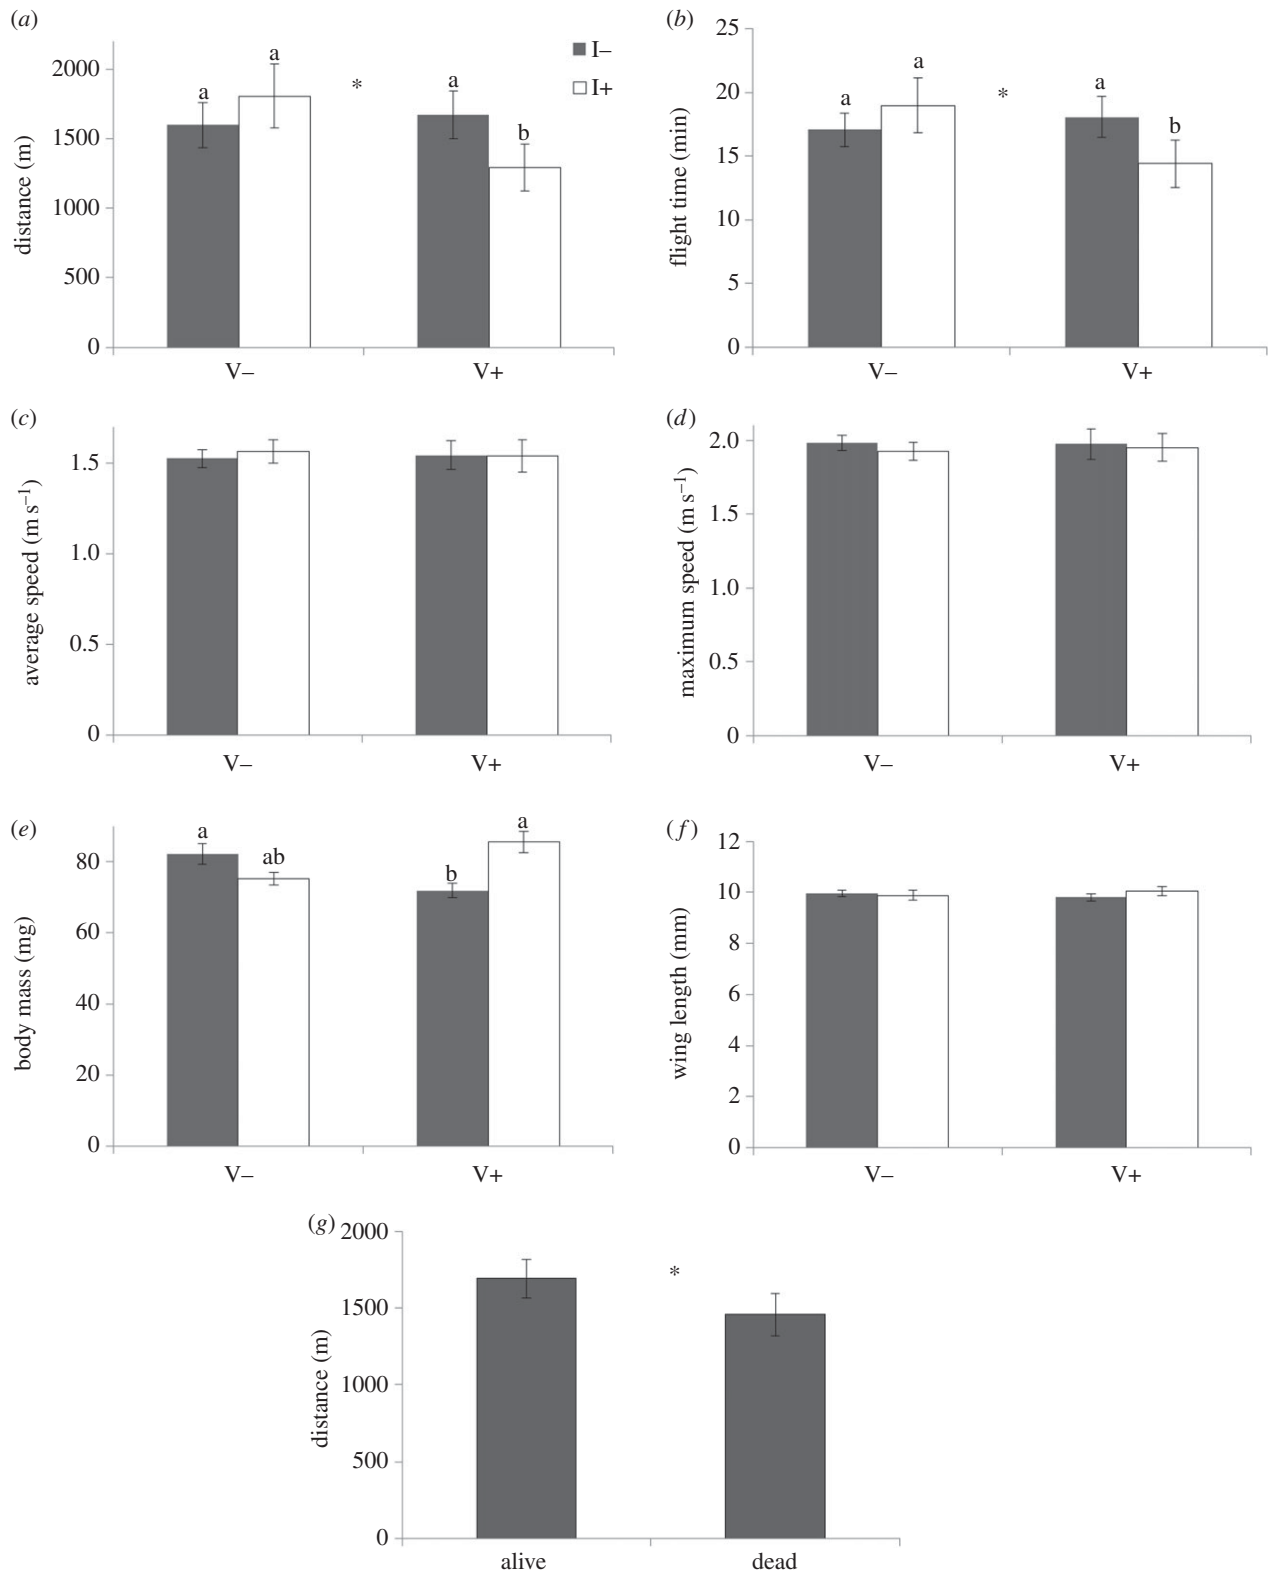 (a)
2000
1500
1000
500
0
distance (m)
a
a
*
a
b
I–
I+
V–
V+
(b)
25
20
15
10
5
0
flight time (min)
a
a
*
a
b
V–
V+
(c)
1.5
1.0
0.5
0
average speed (m s–1)
V–
V+
(d)
2.0
1.5
1.0
0.5
0
maximum speed (m s–1)
V–
V+
(e)
80
60
40
20
0
body mass (mg)
a
ab
b
a
V–
V+
(f)
12
10
8
6
4
2
0
wing length (mm)
V–
V+
(g)
2000
1500
1000
500
0
distance (m)
*
alive
dead